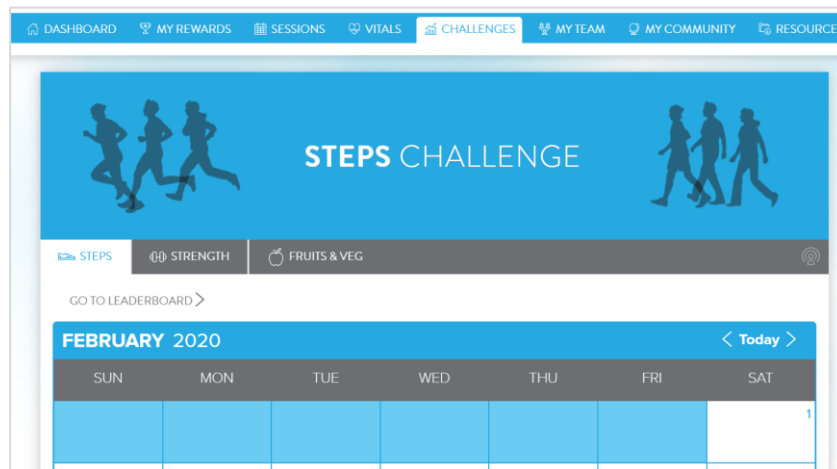 DASHBOARD MY REWARDS SESSIONS VITALS CHALLENGES MY TEAM MY COMMUNITY RESOURCE
STEPS CHALLENGE
STEPS STRENGTH FRUITS & VEG
GO TO LEADERBOARD >
FEBRUARY 2020 < Today >
SUN MON TUE WED THU FRI SAT
1